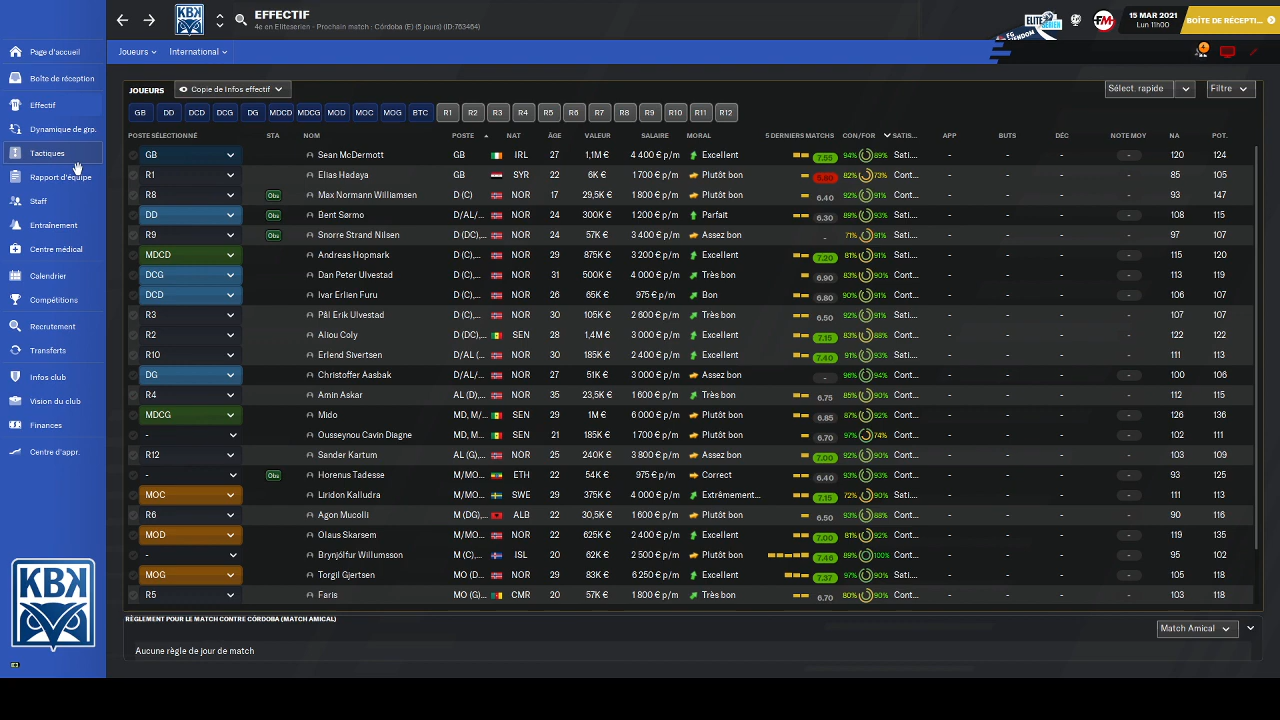 EFFECTIF
4e en Eliteserien - Prochain match - Córdoba (E) (5 jours) (ID:763464)
15 MAR 2021
Lun 11h00
BOÎTE DE RÉCEPTI...
Joueurs International
Page d'accueil
Boîte de réception
Effectif
Dynamique de grp.
Tactiques
Rapport d'équipe
Staff
Entraînement
Centre médical
Calendrier
Compétitions
Recrutement
Transferts
Infos club
Vision du club
Finances
Centre d'appr.
KBK
JOUEURS Copie de Infos effectif Sélect. rapide Filtre
GB DD DCD DCG DG MDCD MDCG MOD MOC MOG BTC R1 R2 R3 R4 R5 R6 R7 R8 R9 R10 R11 R12
POSTE SÉLECTIONNÉ STA NOM POSTE NAT ÂGE VALEUR SALAIRE MORAL 5 DERNIERS MATCHS CON/FOR SATIS... APP BUTS DÉC NOTE MOY NA POT.
GB Sean McDermott GB IRL 27 1,1M € 4 400 € p/m Excellent 7.55 94% 89% Sati... - - - - 120 124
R1 Elias Hadaya GB SYR 22 6K € 1 700 € p/m Plutôt bon 5.80 82% 73% Sati... - - - - 85 105
R8 Obs Max Normann Williamsen D (C) NOR 17 29,5K € 1 200 € p/m Plutôt bon 6.40 92% 91% Sati... - - - - 93 147
DD Obs Bent Sørmo D/AL/... NOR 24 300K € 1 200 € p/m Parfait 6.30 89% 93% Sati... - - - - 108 115
R9 Obs Snorre Strand Nilsen D (DC),... NOR 24 57K € 3 400 € p/m Assez bon - 71% 91% Sati... - - - - 97 107
MDCD Andreas Hopmark D (C),... NOR 29 875K € 3 200 € p/m Excellent 7.20 81% 91% Cont... - - - - 115 120
DCG Dan Peter Ulvestad D (C),... NOR 31 500K € 4 000 € p/m Très bon 6.90 83% 90% Cont... - - - - 113 119
DCD Ivar Erlien Furu D (C),... NOR 26 65K € 975 € p/m Bon 6.80 90% 91% Cont... - - - - 106 107
R3 Pål Erik Ulvestad D (C),... NOR 30 105K € 2 600 € p/m Très bon 6.50 92% 91% Sati... - - - - 107 107
R2 Aliou Coly D (DC),... SEN 28 1,4M € 3 000 € p/m Excellent 7.15 83% 88% Sati... - - - - 122 122
R10 Erlend Sivertsen D/AL (... NOR 30 185K € 2 400 € p/m Excellent 7.40 91% 93% Sati... - - - - 111 113
DG Christoffer Aasbak D/AL/... NOR 27 51K € 3 000 € p/m Assez bon - 96% 94% Cont... - - - - 100 106
R4 Amin Askar AL (D),... NOR 35 23,5K € 1 600 € p/m Très bon 6.75 85% 90% Cont... - - - - 112 115
MDCG Mido MD, M/... SEN 29 1M € 6 000 € p/m Plutôt bon 6.85 87% 92% Cont... - - - - 126 136
- Ousseynou Cavin Diagne MD, M... SEN 21 185K € 1 700 € p/m Plutôt bon 6.70 97% 74% Cont... - - - - 102 111
R12 Sander Kartum AL (G),... NOR 25 240K € 3 800 € p/m Assez bon 7.00 92% 90% Cont... - - - - 103 109
- Obs Horenus Tadesse M/MO... ETH 22 54K € 975 € p/m Correct 6.40 93% 93% Cont... - - - - 93 125
MOC Liridon Kalludra M/MO... SWE 29 375K € 4 000 € p/m Extrêmement... 7.15 72% 90% Cont... - - - - 111 113
R6 Agon Mucolli M (DG),... ALB 22 30,5K € 1 600 € p/m Plutôt bon 6.50 93% 88% Cont... - - - - 90 116
MOD Olaus Skarsem M/MO... NOR 22 625K € 2 400 € p/m Excellent 7.00 81% 92% Cont... - - - - 119 135
- Brynjólfur Willumsson M (C),... ISL 20 62K € 2 500 € p/m Plutôt bon 7.46 89% 100% Cont... - - - - 95 102
MOG Torgil Gjertsen MO (D... NOR 29 83K € 6 250 € p/m Excellent 7.37 97% 90% Sati... - - - - 105 118
R5 Faris MO (G)... CMR 20 57K € 1 800 € p/m Très bon 6.70 80% 90% Cont... - - - - 103 118
RÈGLEMENT POUR LE MATCH CONTRE CÓRDOBA (MATCH AMICAL)
Match Amical
Aucune règle de jour de match